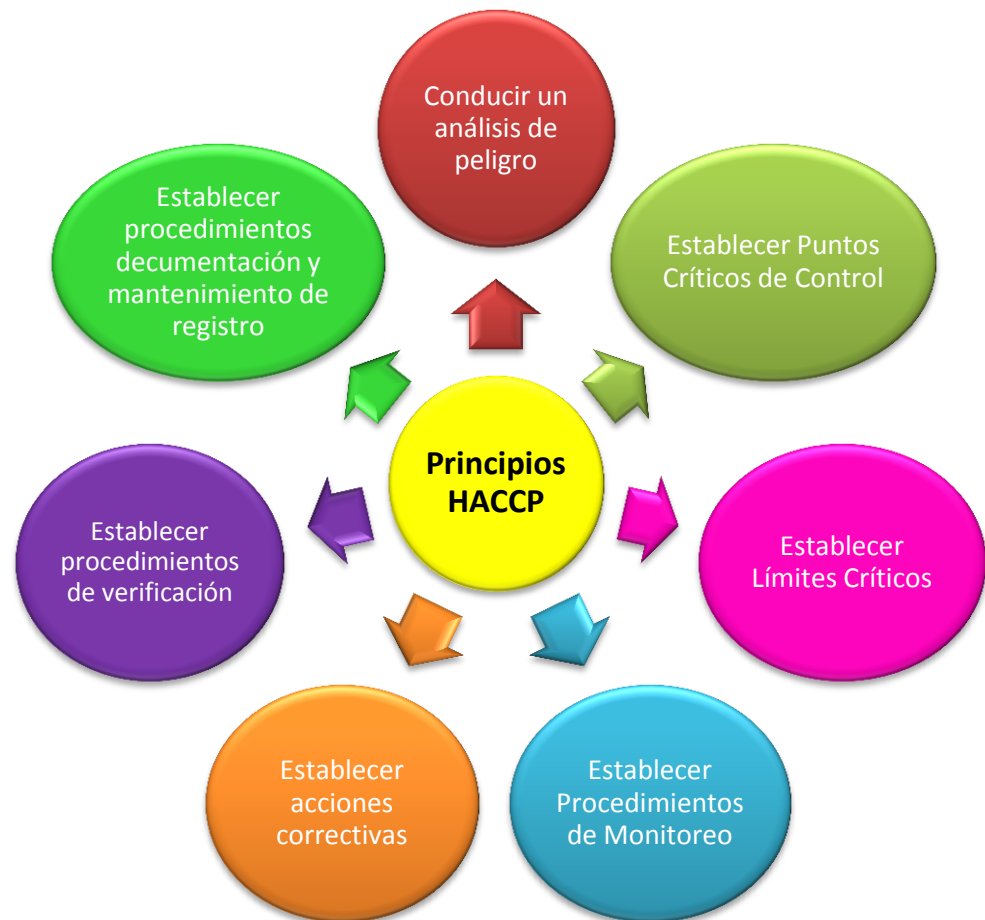 Conducir un
análisis de
peligro
Establecer Puntos
Críticos de Control
Establecer
Límites Críticos
Establecer
Procedimientos
de Monitoreo
Establecer
acciones
correctivas
Establecer
procedimientos
de verificación
Establecer
procedimientos
decumentación y
mantenimiento de
registro
Principios
HACCP